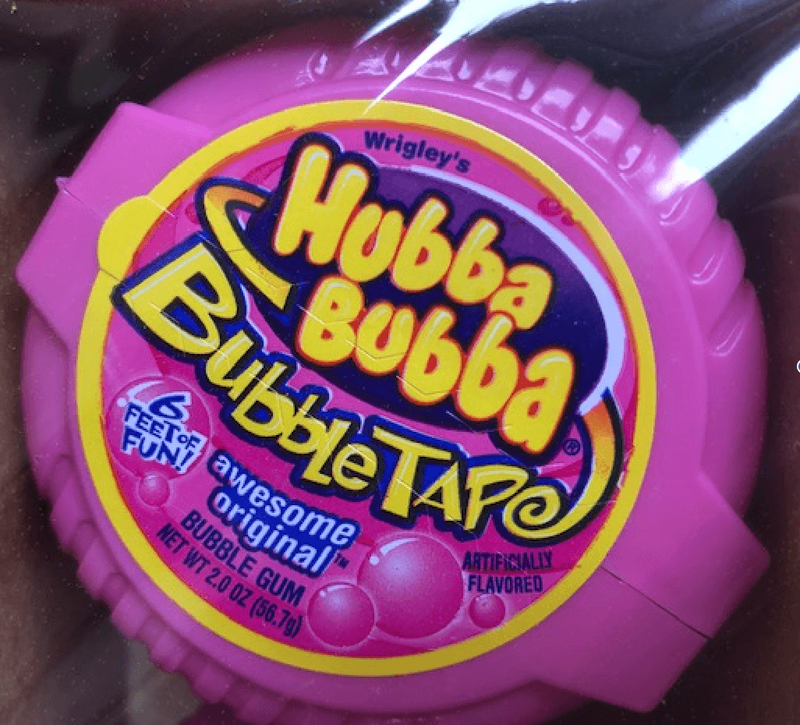 Wrigley's
Hubba
Bubba®
Bubble Tape
6
FEET OF
FUN!
awesome
original™
BUBBLE GUM
NET WT 2.0 OZ (56.7g)
ARTIFICIALLY
FLAVORED